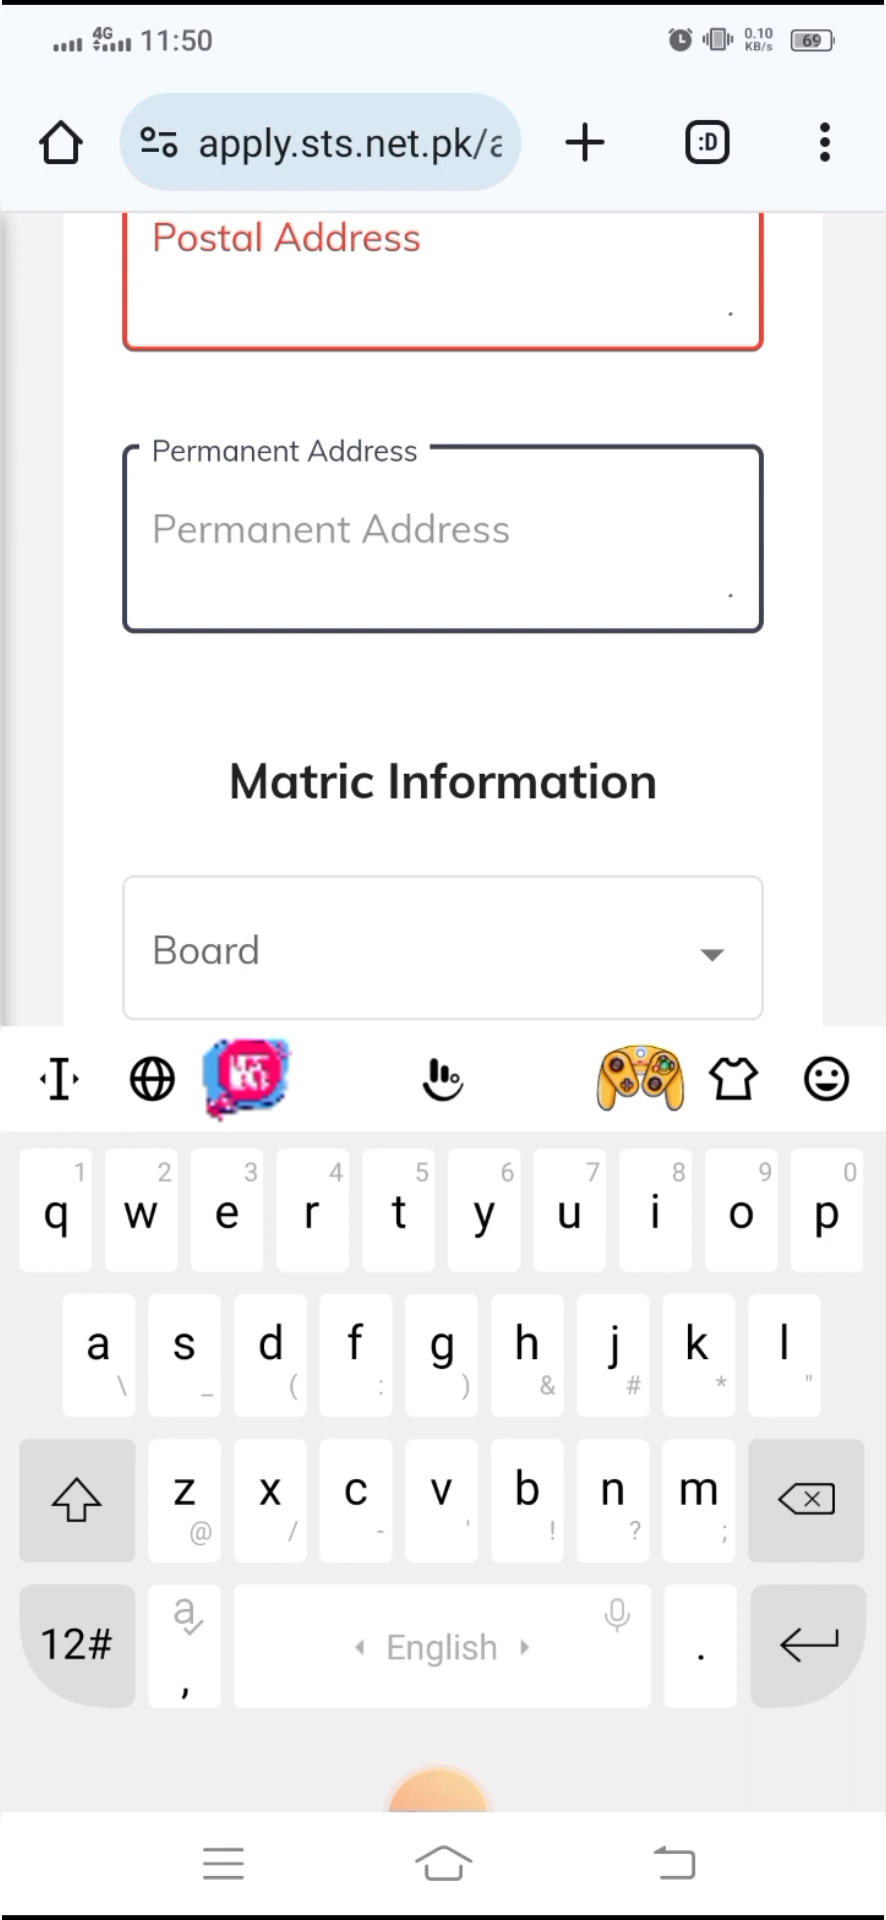 4G 11:50 0.10 KB/s 69
apply.sts.net.pk/a :D
Postal Address
Permanent Address
Permanent Address
Matric Information
Board
1 2 3 4 5 6 7 8 9 0
q w e r t y u i o p
a s d f g h j k l
\ _ ( : ) & # * "
z x c v b n m
@ / - ' ! ? ;
12# a , English .